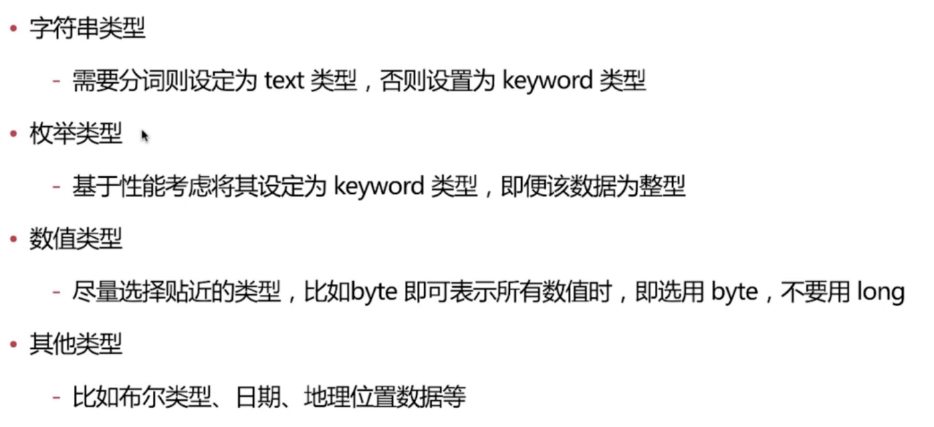 • 字符串类型
- 需要分词则设定为 text 类型，否则设置为 keyword 类型
• 枚举类型
- 基于性能考虑将其设定为 keyword 类型，即便该数据为整型
• 数值类型
- 尽量选择贴近的类型，比如byte 即可表示所有数值时，即选用 byte，不要用 long
• 其他类型
- 比如布尔类型、日期、地理位置数据等